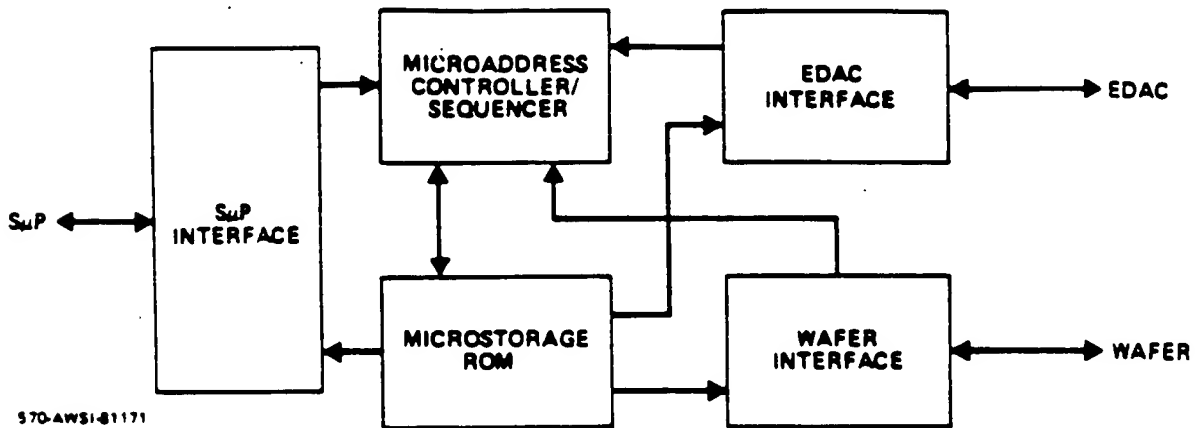 MICROADDRESS
CONTROLLER/
SEQUENCER
EDAC
INTERFACE
EDAC
SμP
SμP
INTERFACE
MICROSTORAGE
ROM
WAFER
INTERFACE
WAFER
570-AWSI-81171